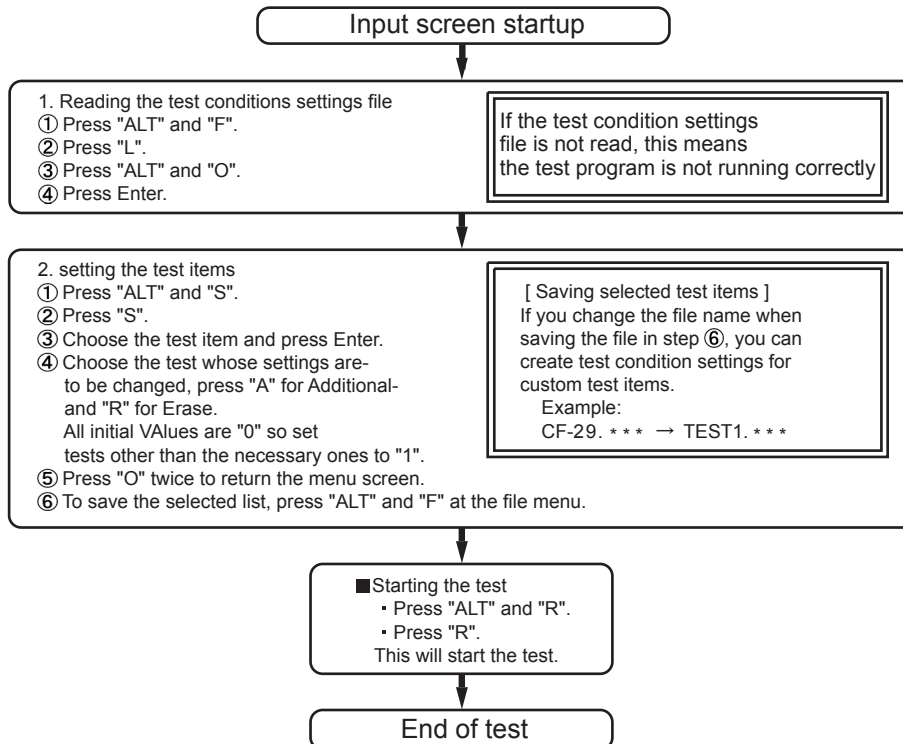 Input screen startup
1. Reading the test conditions settings file
① Press "ALT" and "F".
② Press "L".
③ Press "ALT" and "O".
④ Press Enter.
If the test condition settings
file is not read, this means
the test program is not running correctly
2. setting the test items
① Press "ALT" and "S".
② Press "S".
③ Choose the test item and press Enter.
④ Choose the test whose settings are-
to be changed, press "A" for Additional-
and "R" for Erase.
All initial VAlues are "0" so set
tests other than the necessary ones to "1".
⑤ Press "O" twice to return the menu screen.
⑥ To save the selected list, press "ALT" and "F" at the file menu.
[ Saving selected test items ]
If you change the file name when
saving the file in step ⑥, you can
create test condition settings for
custom test items.
Example:
CF-29. * * * → TEST1. * * *
■Starting the test
・Press "ALT" and "R".
・Press "R".
This will start the test.
End of test